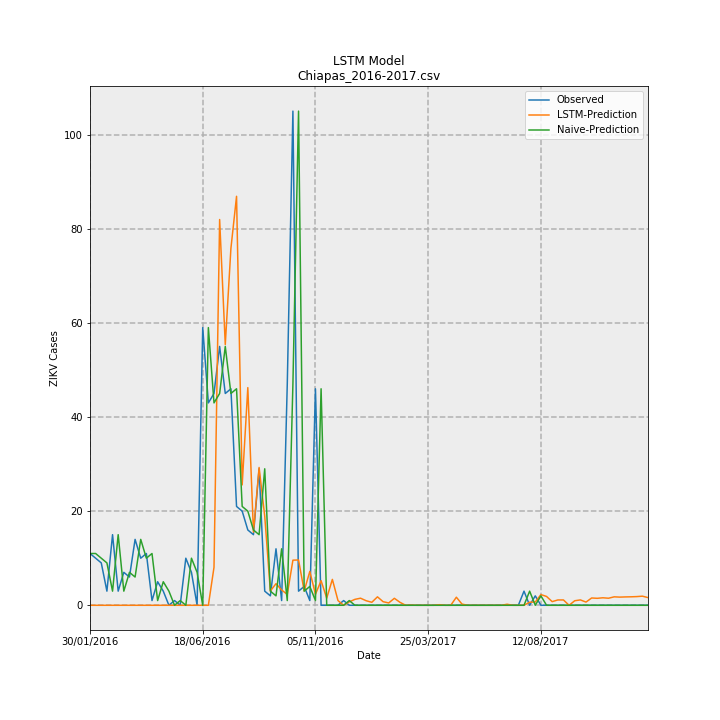 LSTM Model
Chiapas_2016-2017.csv
Observed
LSTM-Prediction
Naive-Prediction
100
80
60
40
20
0
ZIKV Cases
30/01/2016 18/06/2016 05/11/2016 25/03/2017 12/08/2017
Date